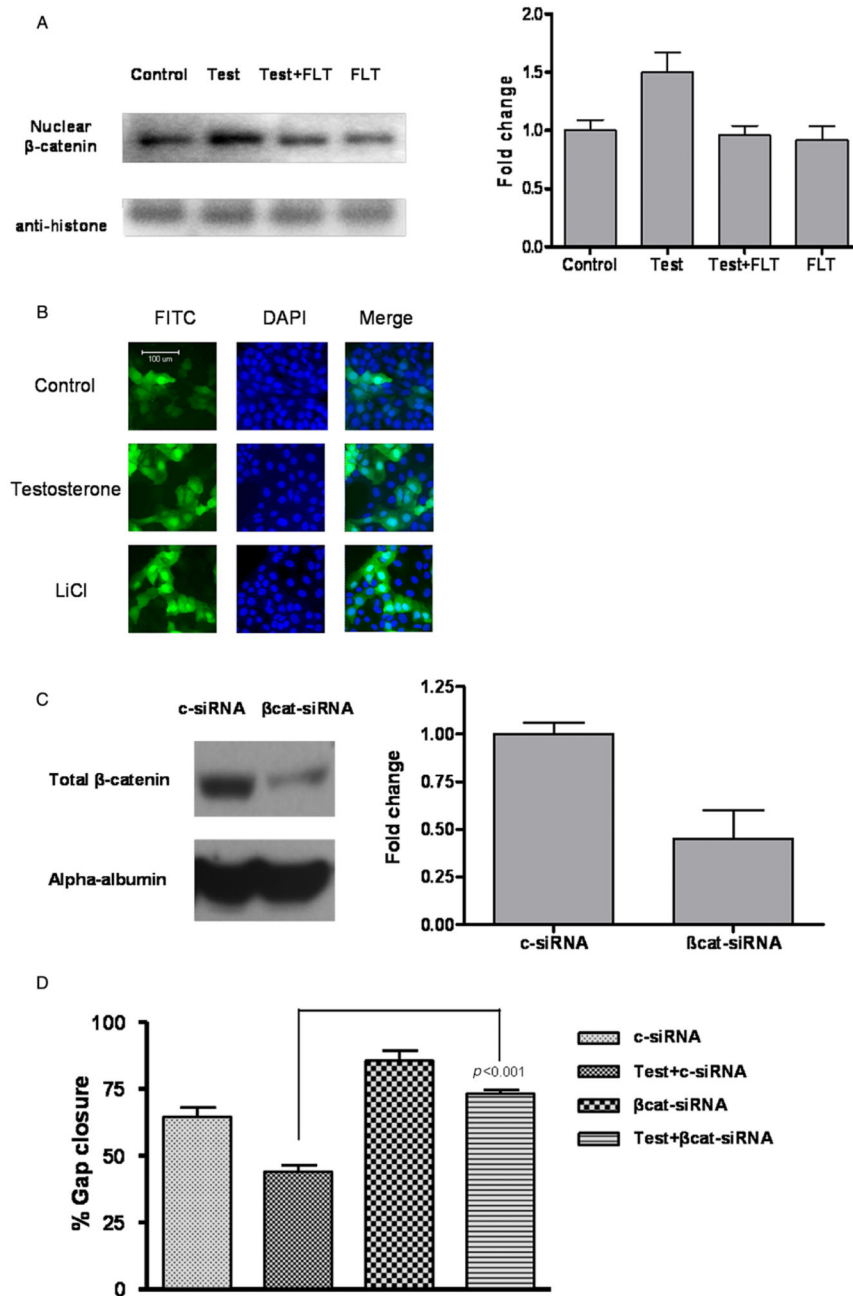 A
Control Test Test+FLT FLT
Nuclear
β-catenin
anti-histone
Fold change
2.0
1.5
1.0
0.5
0.0
Control Test Test+FLT FLT
B
FITC DAPI Merge
100 um
Control
Testosterone
LiCl
C
c-siRNA βcat-siRNA
Total β-catenin
Alpha-albumin
Fold change
1.25
1.00
0.75
0.50
0.25
0.00
c-siRNA βcat-siRNA
D
% Gap closure
100
75
50
25
0
p<0.001
c-siRNA
Test+c-siRNA
βcat-siRNA
Test+βcat-siRNA